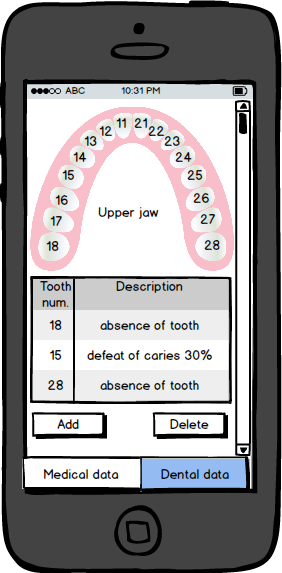 ABC 10:31 PM
11 21
12 22
13 23
14 24
15 25
16 26
17 27
18 28
Upper jaw
Tooth num. Description
18 absence of tooth
15 defeat of caries 30%
28 absence of tooth
Add Delete
Medical data Dental data